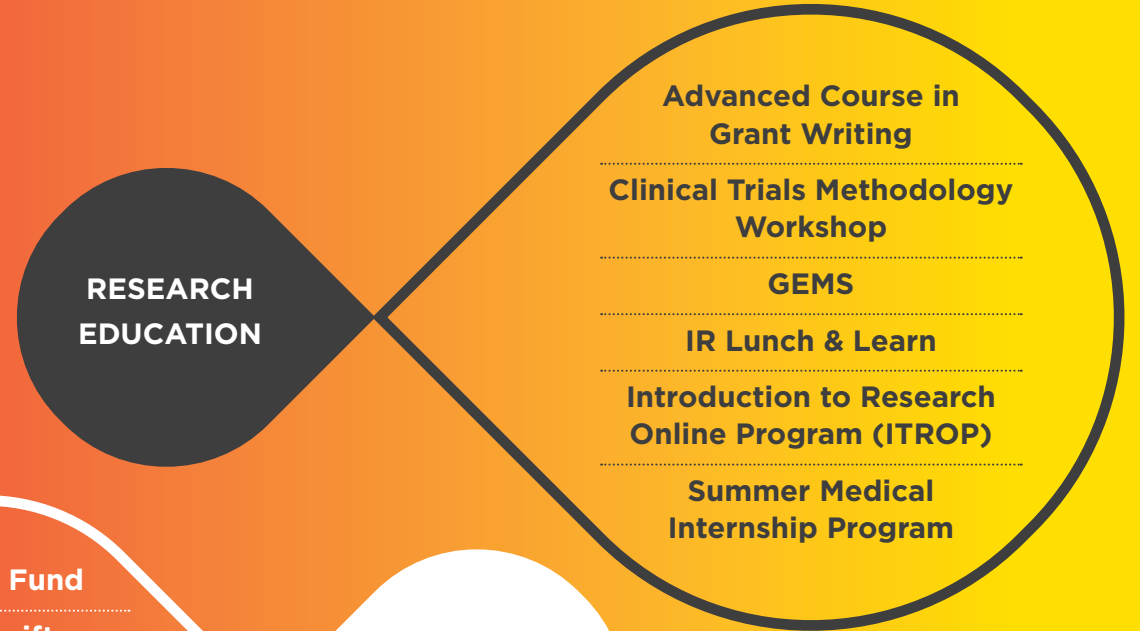 RESEARCH
EDUCATION
Advanced Course in
Grant Writing
Clinical Trials Methodology
Workshop
GEMS
IR Lunch & Learn
Introduction to Research
Online Program (ITROP)
Summer Medical
Internship Program
Fund